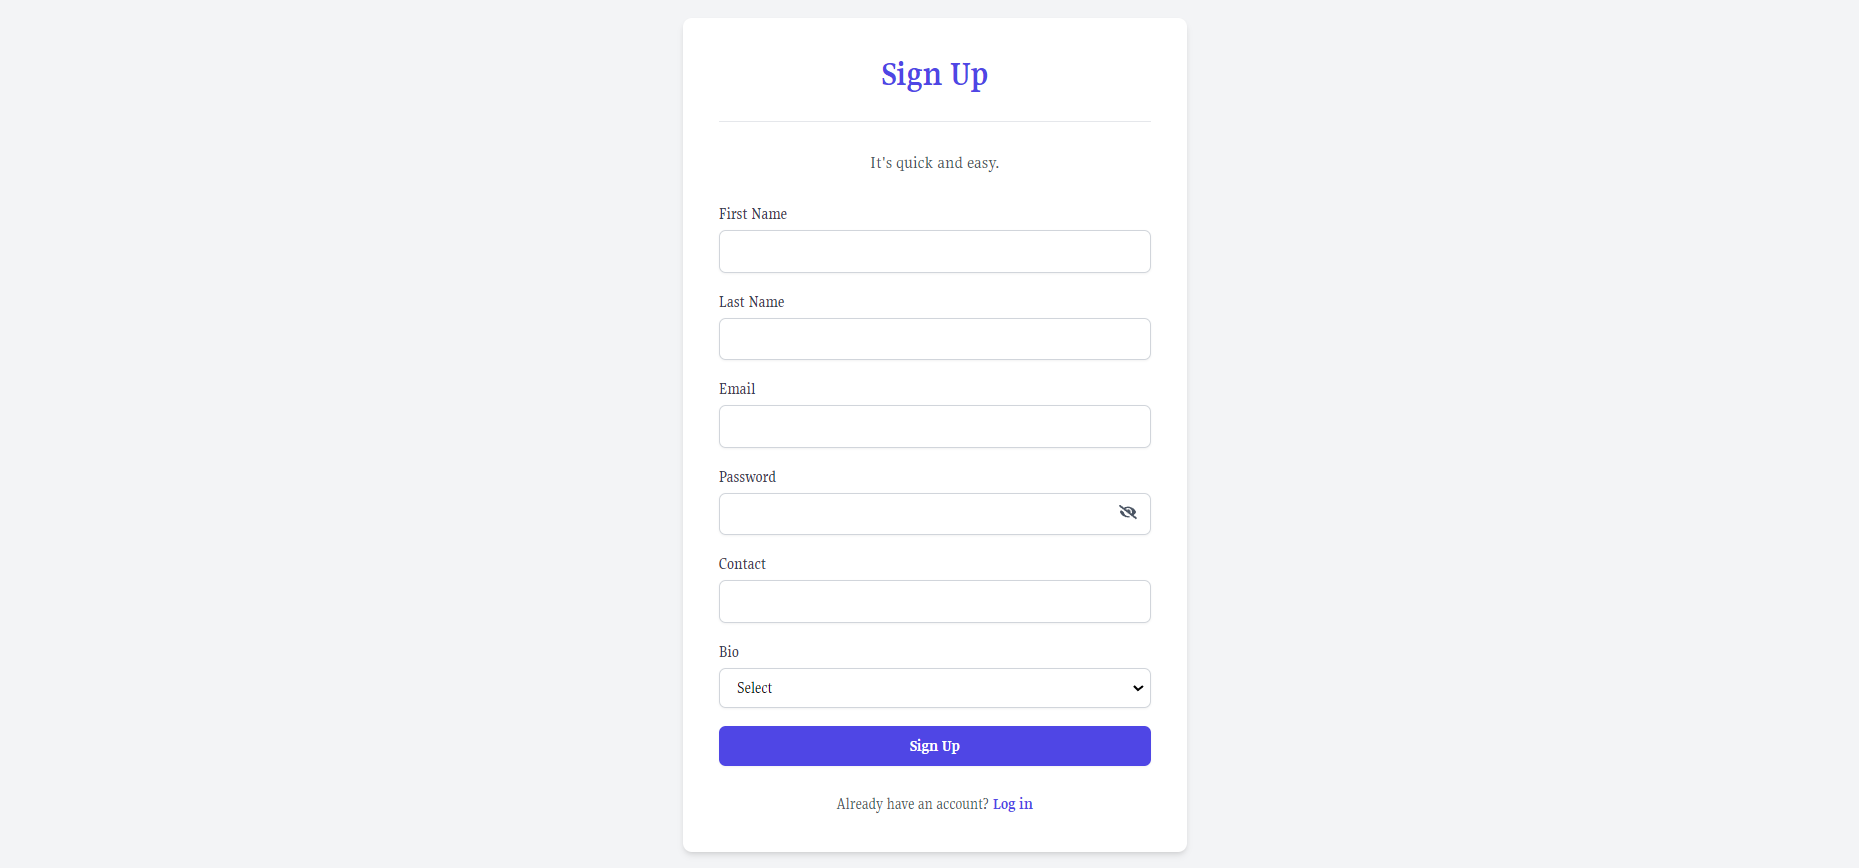 Sign Up
It's quick and easy.
First Name
Last Name
Email
Password
Contact
Bio
Select
Sign Up
Already have an account? Log in